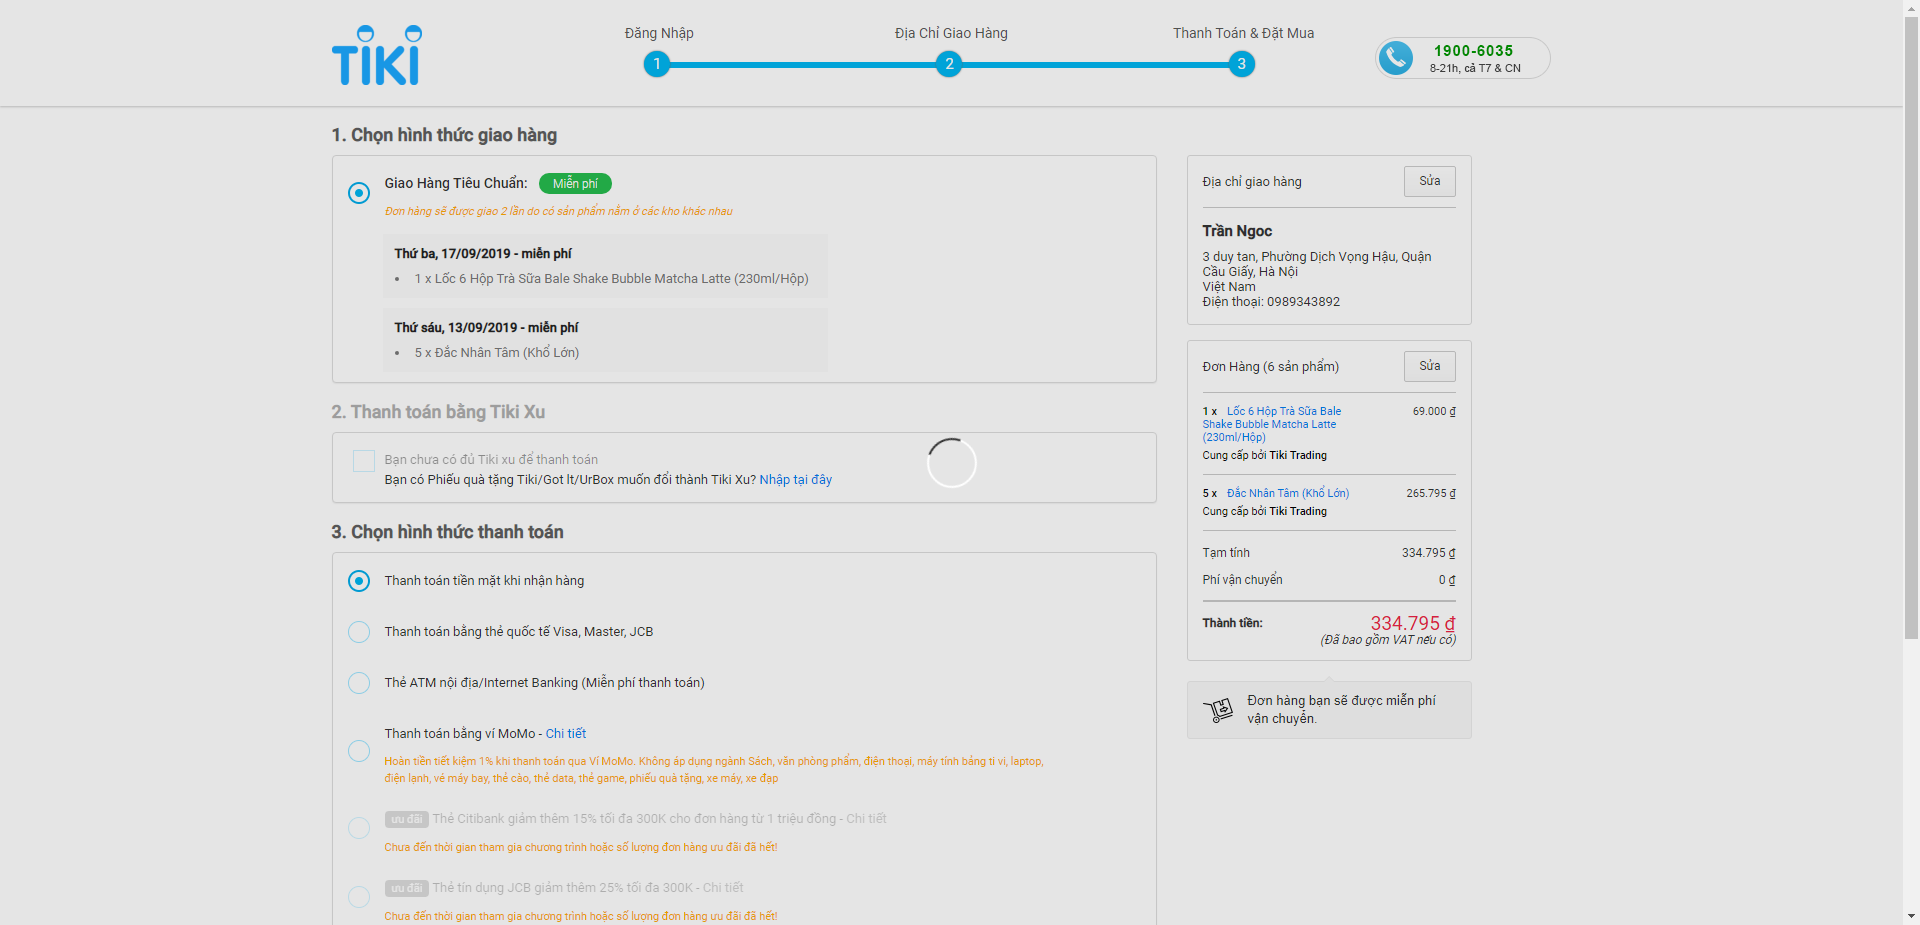 TIKI
Đăng Nhập
Địa Chỉ Giao Hàng
Thanh Toán & Đặt Mua
1
2
3
1900-6035
8-21h, cả T7 & CN
1. Chọn hình thức giao hàng
Giao Hàng Tiêu Chuẩn: Miễn phí
Đơn hàng sẽ được giao 2 lần do có sản phẩm nằm ở các kho khác nhau
Thứ ba, 17/09/2019 - miễn phí
• 1 x Lốc 6 Hộp Trà Sữa Bale Shake Bubble Matcha Latte (230ml/Hộp)
Thứ sáu, 13/09/2019 - miễn phí
• 5 x Đắc Nhân Tâm (Khổ Lớn)
2. Thanh toán bằng Tiki Xu
Bạn chưa có đủ Tiki xu để thanh toán
Bạn có Phiếu quà tặng Tiki/Got It/UrBox muốn đổi thành Tiki Xu? Nhập tại đây
3. Chọn hình thức thanh toán
Thanh toán tiền mặt khi nhận hàng
Thanh toán bằng thẻ quốc tế Visa, Master, JCB
Thẻ ATM nội địa/Internet Banking (Miễn phí thanh toán)
Thanh toán bằng ví MoMo - Chi tiết
Hoàn tiền tiết kiệm 1% khi thanh toán qua Ví MoMo. Không áp dụng ngành Sách, văn phòng phẩm, điện thoại, máy tính bảng ti vi, laptop,
điện lạnh, vé máy bay, thẻ cào, thẻ data, thẻ game, phiếu quà tặng, xe máy, xe đạp
ưu đãi Thẻ Citibank giảm thêm 15% tối đa 300K cho đơn hàng từ 1 triệu đồng - Chi tiết
Chưa đến thời gian tham gia chương trình hoặc số lượng đơn hàng ưu đãi đã hết!
ưu đãi Thẻ tín dụng JCB giảm thêm 25% tối đa 300K - Chi tiết
Chưa đến thời gian tham gia chương trình hoặc số lượng đơn hàng ưu đãi đã hết!
Địa chỉ giao hàng
Sửa
Trần Ngoc
3 duy tan, Phường Dịch Vọng Hậu, Quận
Cầu Giấy, Hà Nội
Việt Nam
Điện thoại: 0989343892
Đơn Hàng (6 sản phẩm)
Sửa
1 x Lốc 6 Hộp Trà Sữa Bale 69.000 ₫
Shake Bubble Matcha Latte
(230ml/Hộp)
Cung cấp bởi Tiki Trading
5 x Đắc Nhân Tâm (Khổ Lớn) 265.795 ₫
Cung cấp bởi Tiki Trading
Tạm tính 334.795 ₫
Phí vận chuyển 0 ₫
Thành tiền: 334.795 ₫
(Đã bao gồm VAT nếu có)
Đơn hàng bạn sẽ được miễn phí
vận chuyển.